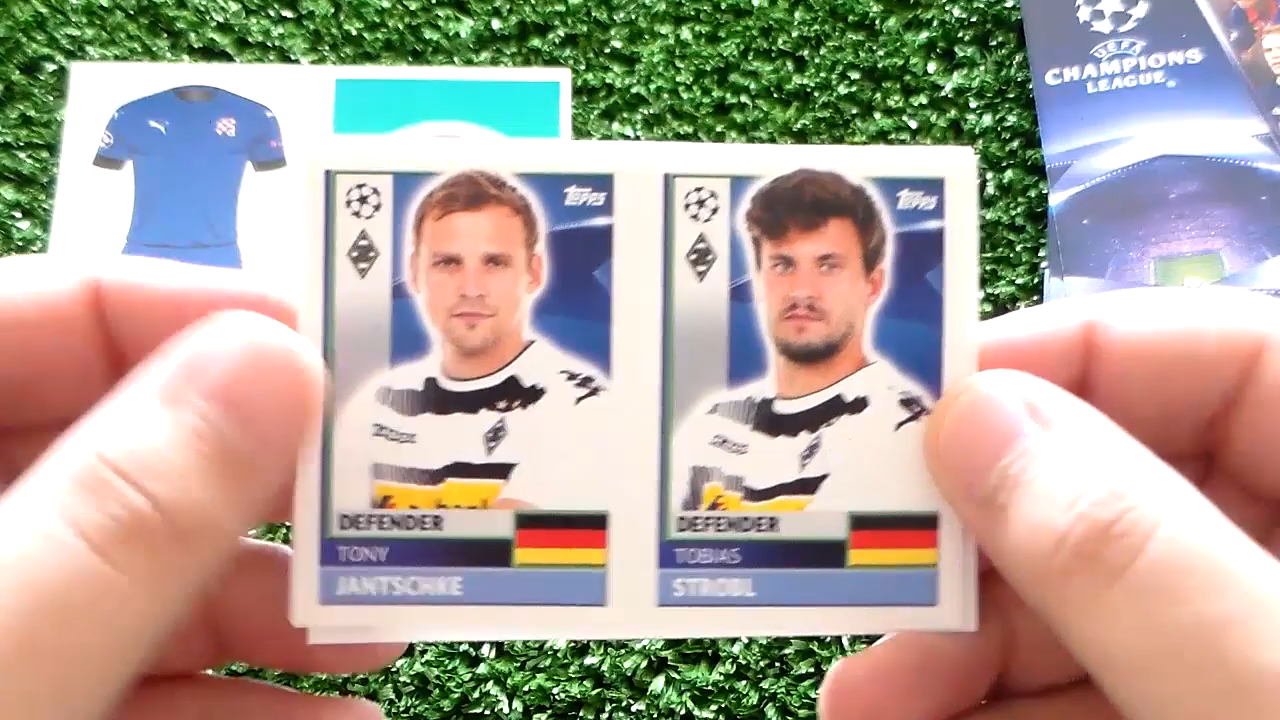 UEFA
CHAMPIONS
LEAGUE
TOPPS
DEFENDER
TONY
JANTSCHKE
TOPPS
DEFENDER
TOBIAS
STROBL